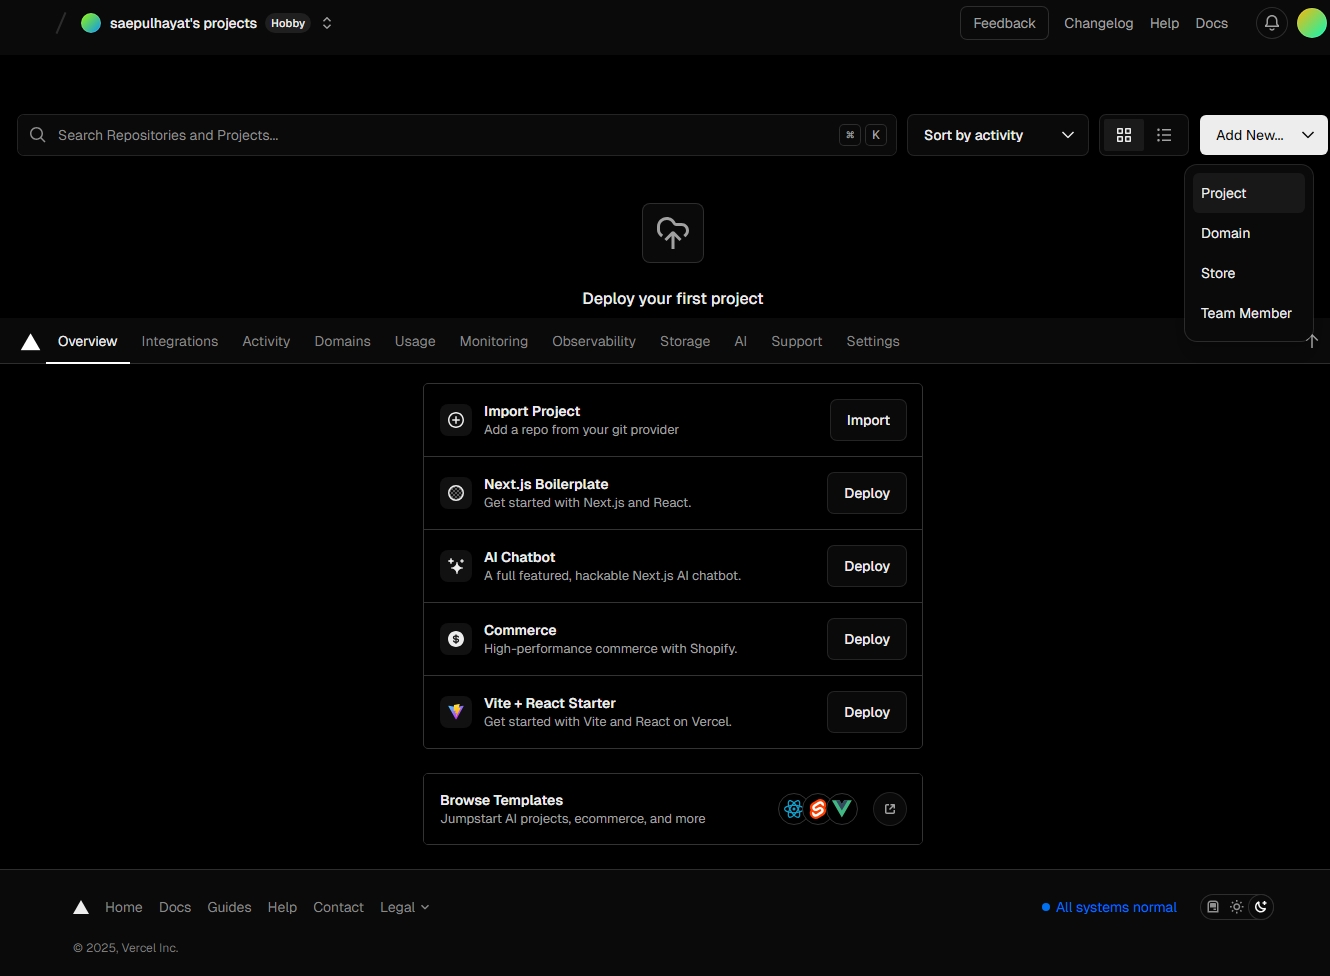 saepulhayat's projects Hobby
Feedback Changelog Help Docs
Search Repositories and Projects... ⌘ K
Sort by activity
Add New...
Project
Domain
Store
Team Member
Deploy your first project
Overview Integrations Activity Domains Usage Monitoring Observability Storage AI Support Settings
Import Project
Add a repo from your git provider
Import
Next.js Boilerplate
Get started with Next.js and React.
Deploy
AI Chatbot
A full featured, hackable Next.js AI chatbot.
Deploy
Commerce
High-performance commerce with Shopify.
Deploy
Vite + React Starter
Get started with Vite and React on Vercel.
Deploy
Browse Templates
Jumpstart AI projects, ecommerce, and more
Home Docs Guides Help Contact Legal
All systems normal
© 2025, Vercel Inc.